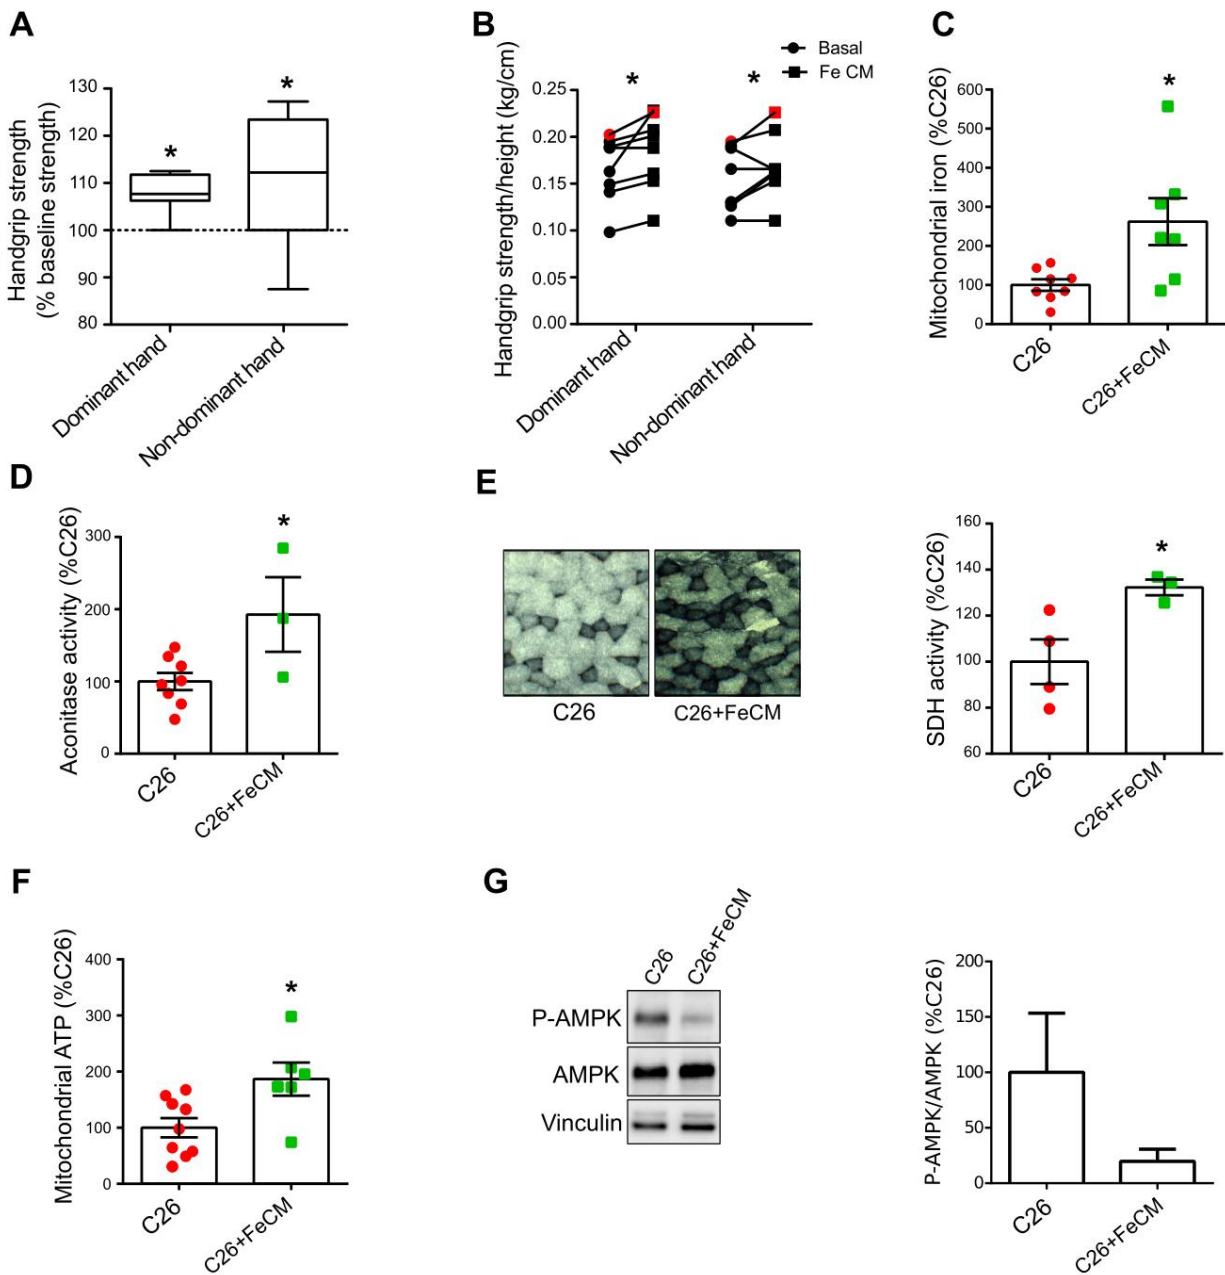 A
Handgrip strength
(% baseline strength)
130
120
110
100
90
80
*
*
Dominant hand
Non-dominant hand
B
Handgrip strength/height (kg/cm)
Basal
Fe CM
0.25
0.20
0.15
0.10
0.05
0.00
*
*
Dominant hand
Non-dominant hand
C
Mitochondrial iron (%C26)
600
500
400
300
200
100
0
*
C26
C26+FeCM
D
Aconitase activity (%C26)
300
200
100
0
*
C26
C26+FeCM
E
C26
C26+FeCM
SDH activity (%C26)
160
140
120
100
80
60
*
C26
C26+FeCM
F
Mitochondrial ATP (%C26)
400
300
200
100
0
*
C26
C26+FeCM
G
C26
C26+FeCM
P-AMPK
AMPK
Vinculin
P-AMPK/AMPK (%C26)
200
150
100
50
0
C26
C26+FeCM